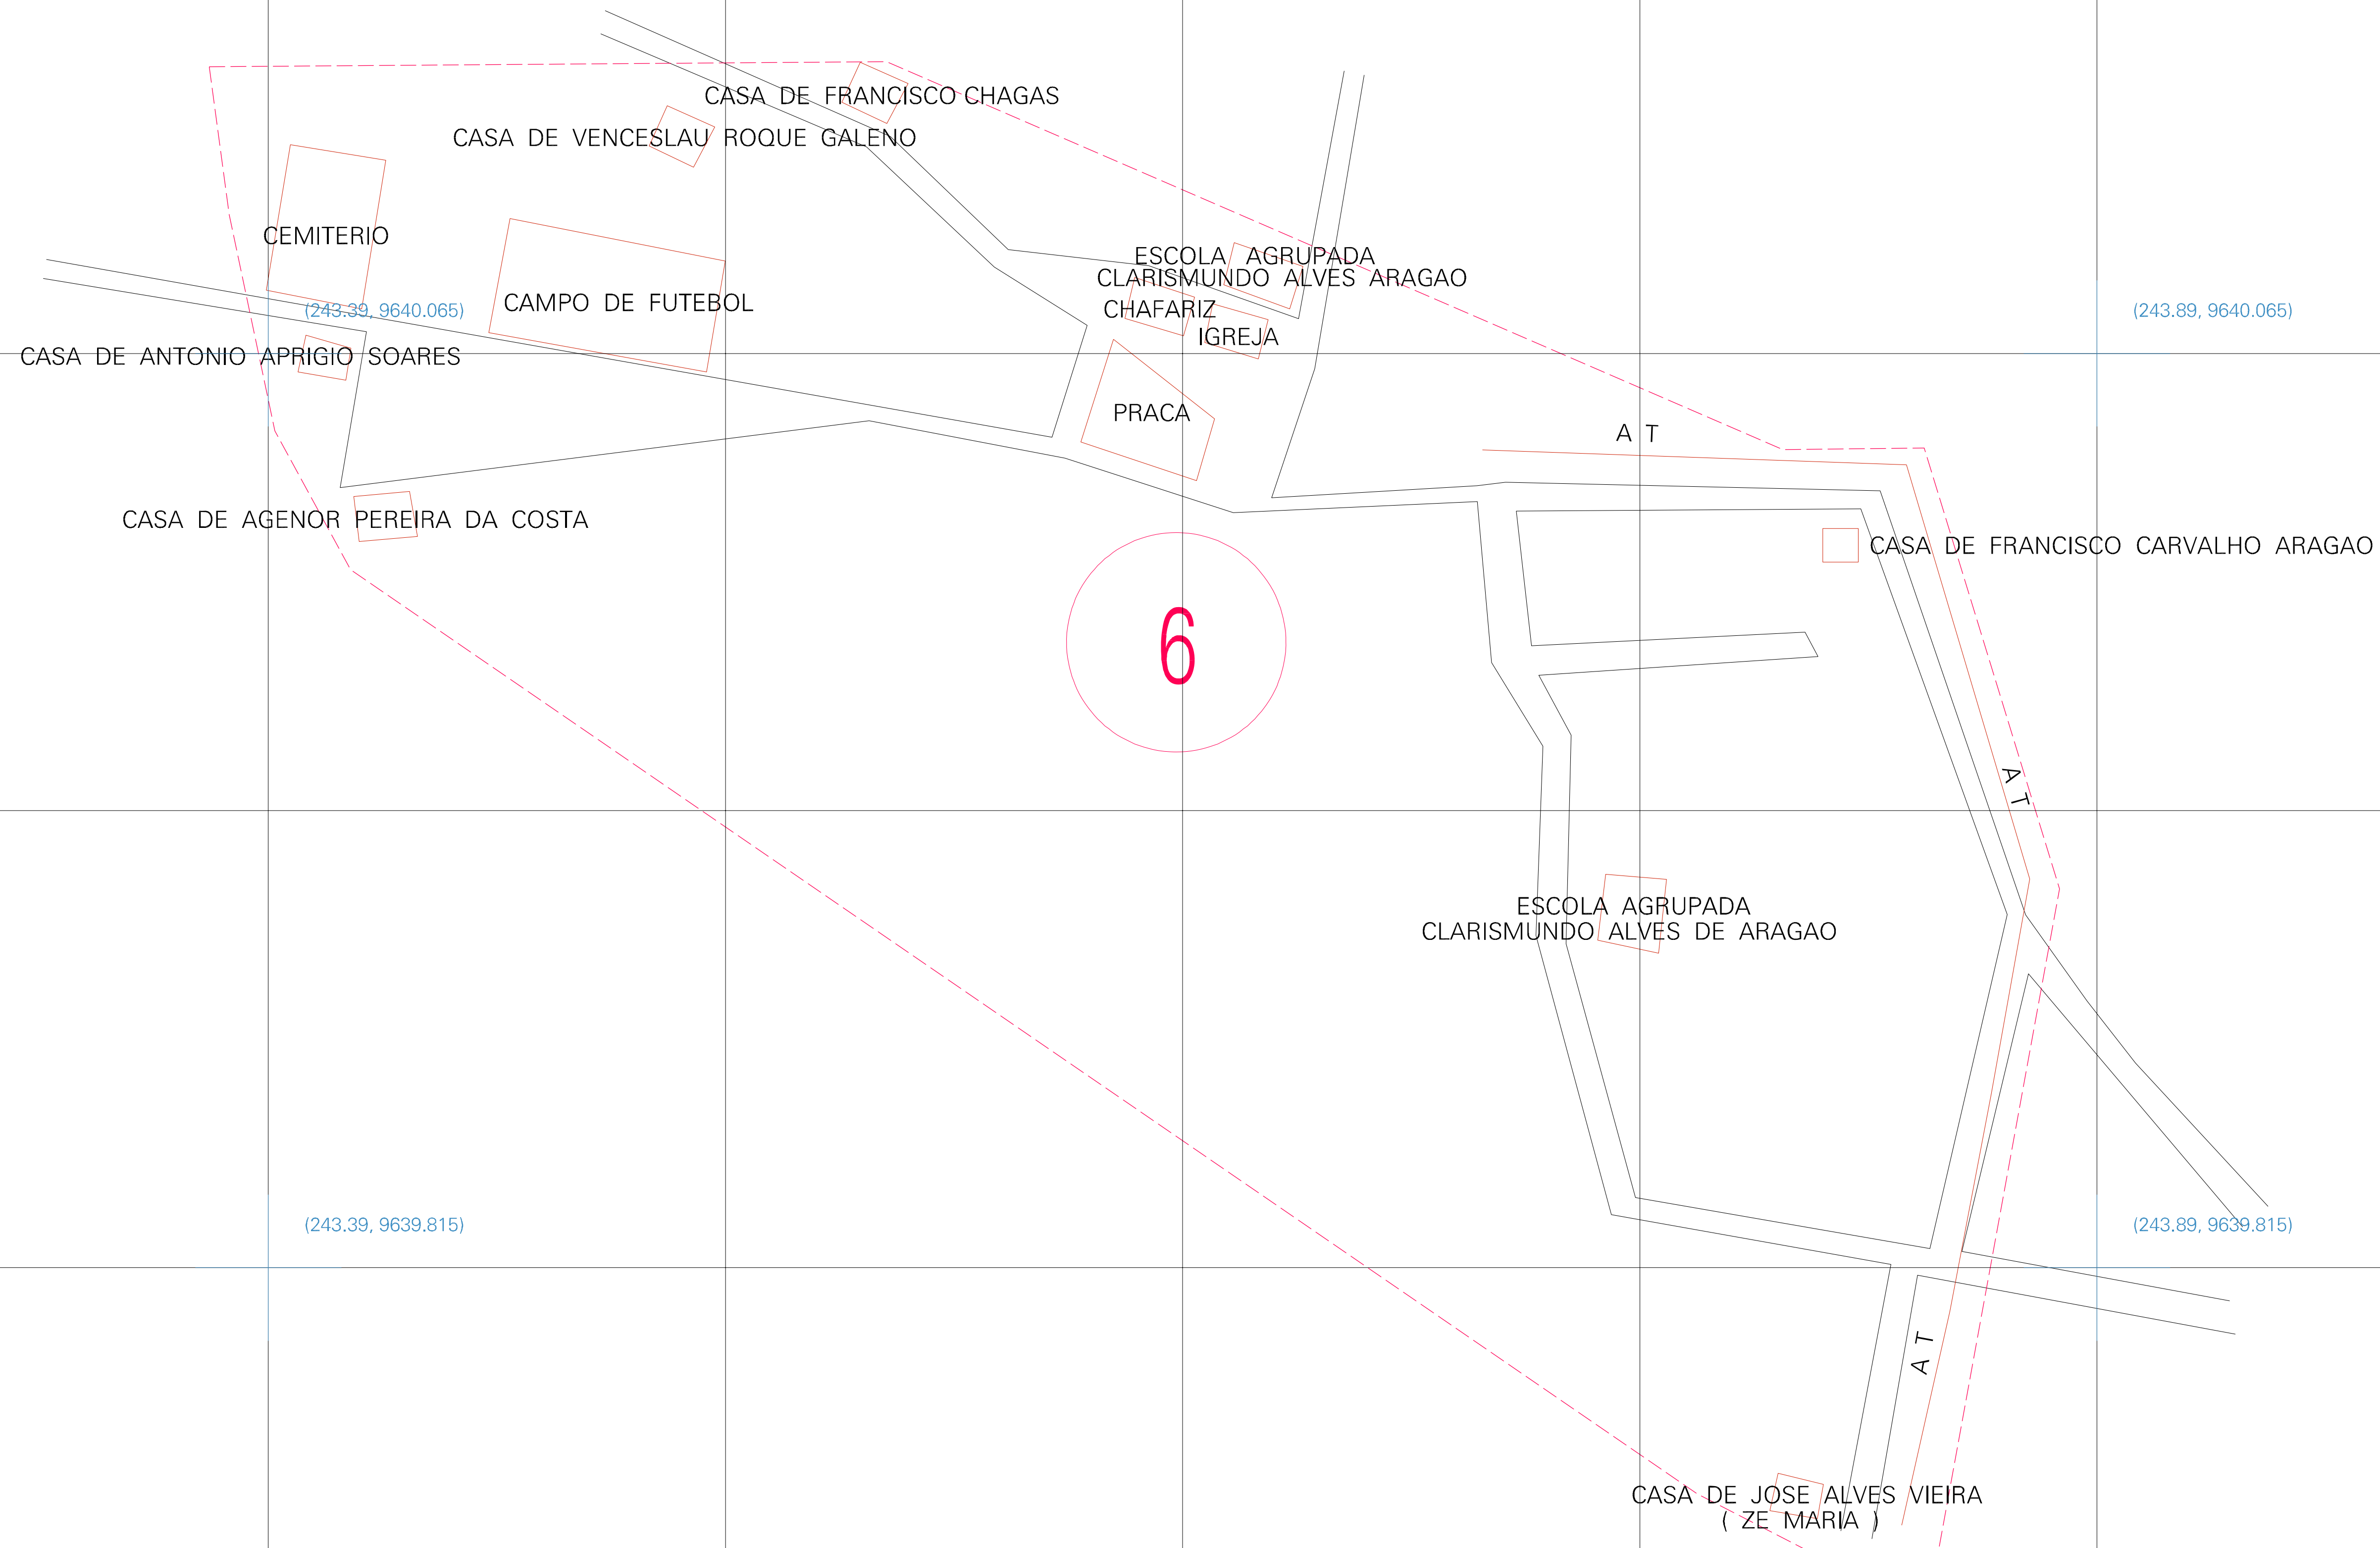 CASA DE FRANCISCO CHAGAS
CASA DE VENCESLAU ROQUE GALENO
CEMITERIO
ESCOLA AGRUPADA
CLARISMUNDO ALVES ARAGAO
CAMPO DE FUTEBOL
CHAFARIZ
(243.39, 9640.065)
(243.89, 9640.065)
IGREJA
CASA DE ANTONIO APRIGIO SOARES
PRACA
A T
CASA DE AGENOR PEREIRA DA COSTA
CASA DE FRANCISCO CARVALHO ARAGAO
6
A T
ESCOLA AGRUPADA
CLARISMUNDO ALVES DE ARAGAO
(243.39, 9639.815)
(243.89, 9639.815)
A T
CASA DE JOSE ALVES VIEIRA
( ZE MARIA )